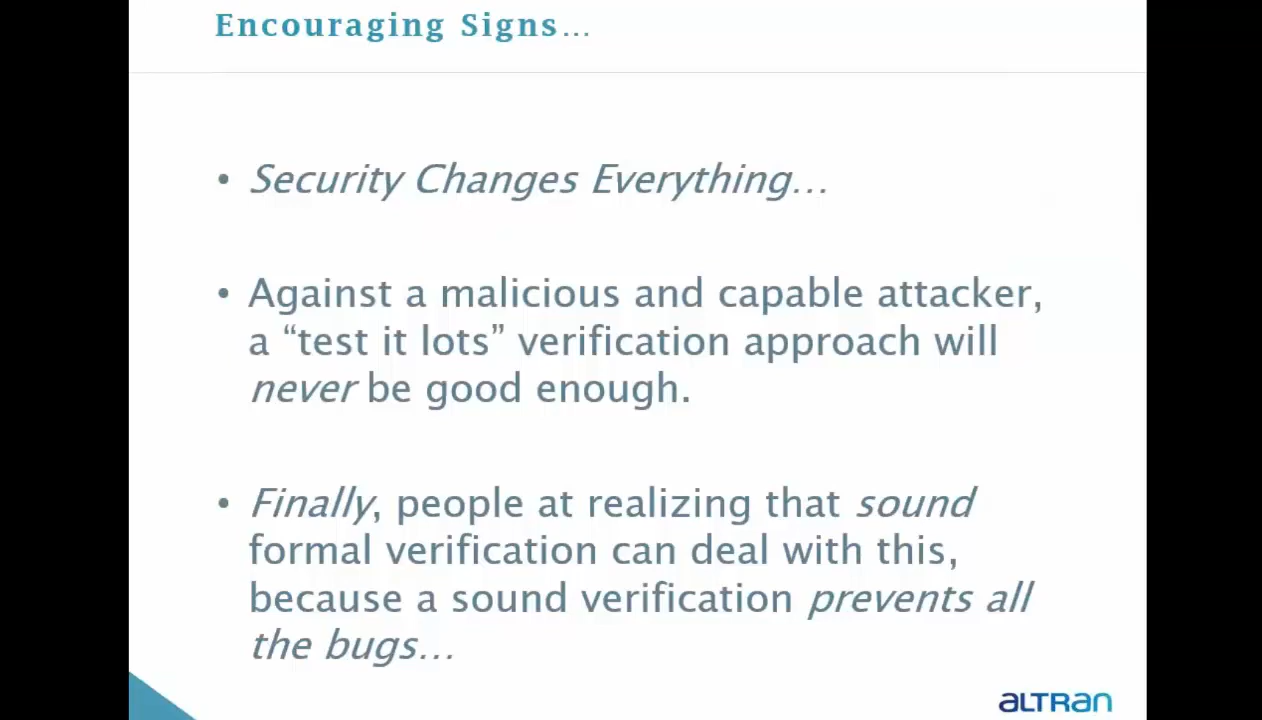 Encouraging Signs…
• Security Changes Everything…
• Against a malicious and capable attacker,
a “test it lots” verification approach will
never be good enough.
• Finally, people at realizing that sound
formal verification can deal with this,
because a sound verification prevents all
the bugs…
ALTRAN